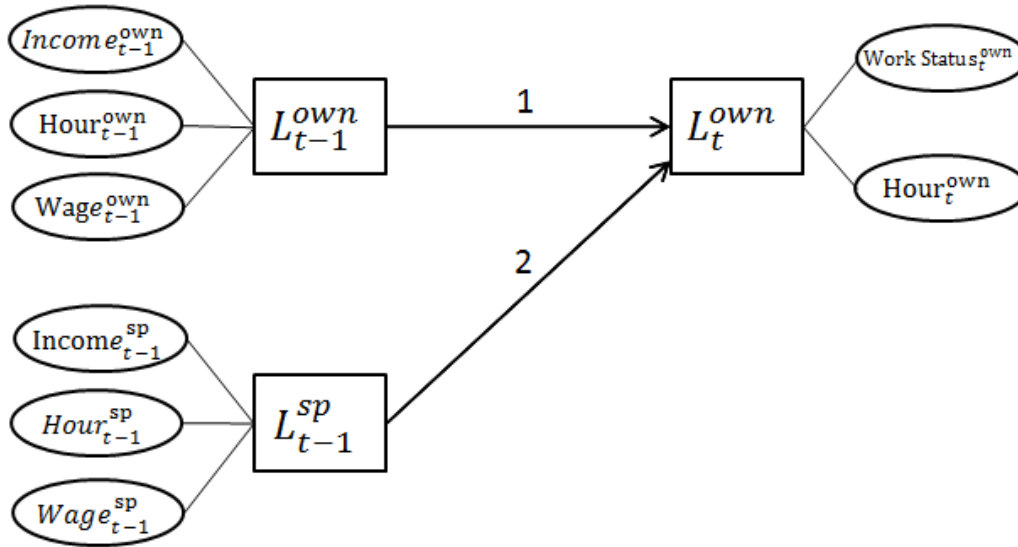 Income_{t-1}^{own}
Hour_{t-1}^{own}
Wage_{t-1}^{own}
L_{t-1}^{own}
1
L_t^{own}
Work Status_t^{own}
Hour_t^{own}
2
Income_{t-1}^{sp}
Hour_{t-1}^{sp}
Wage_{t-1}^{sp}
L_{t-1}^{sp}